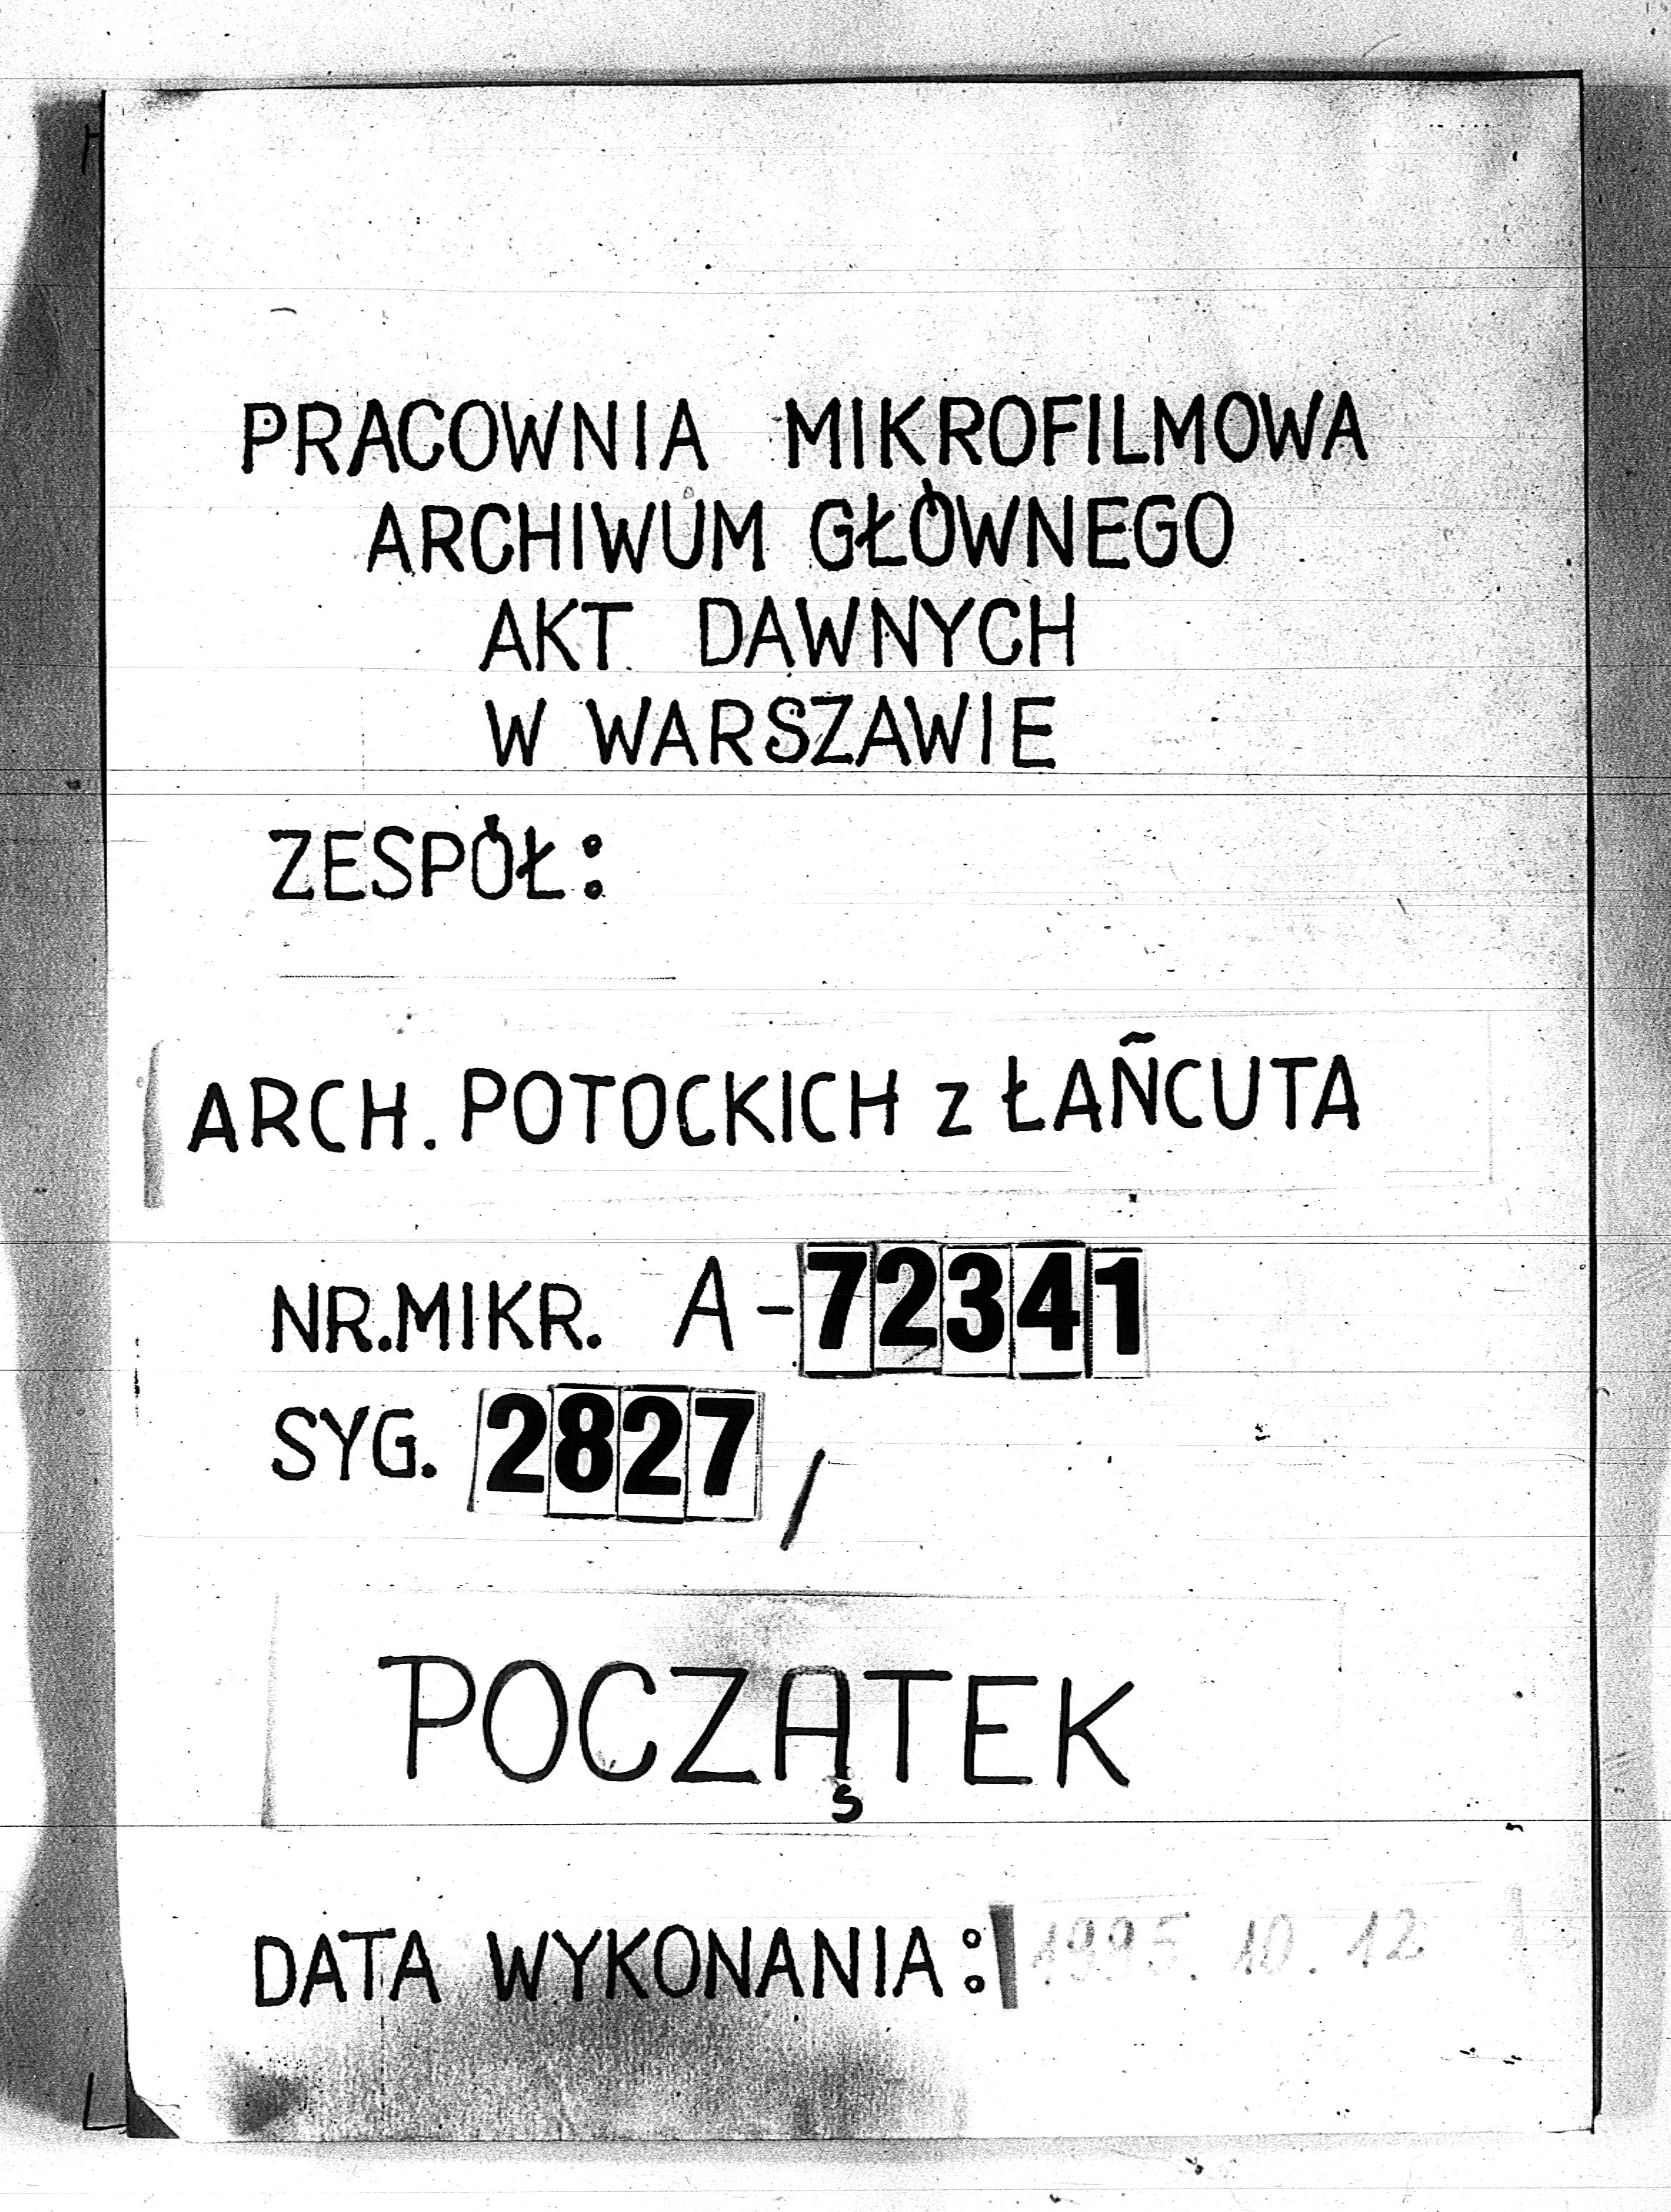 PRACOWNIA MIKROFILMOWA
ARCHIWUM GŁÓWNEGO
AKT DAWNYCH
W WARSZAWIE
ZESPÓŁ:
ARCH. POTOCKICH z ŁAŃCUTA
NR.MIKR. A-72341
SYG. 2827/
POCZĄTEK
DATA WYKONANIA: 1995.10.12